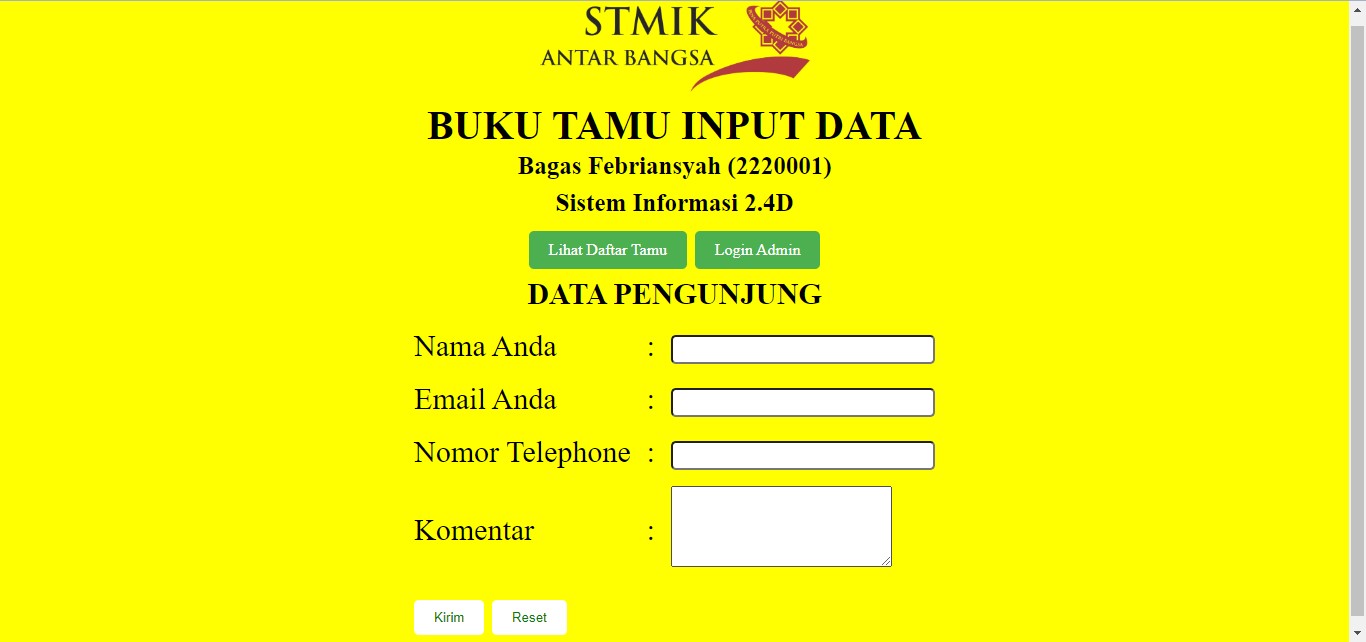 STMIK
ANTAR BANGSA
BUKU TAMU INPUT DATA
Bagas Febriansyah (2220001)
Sistem Informasi 2.4D
Lihat Daftar Tamu Login Admin
DATA PENGUNJUNG
Nama Anda :
Email Anda :
Nomor Telephone :
Komentar :
Kirim Reset